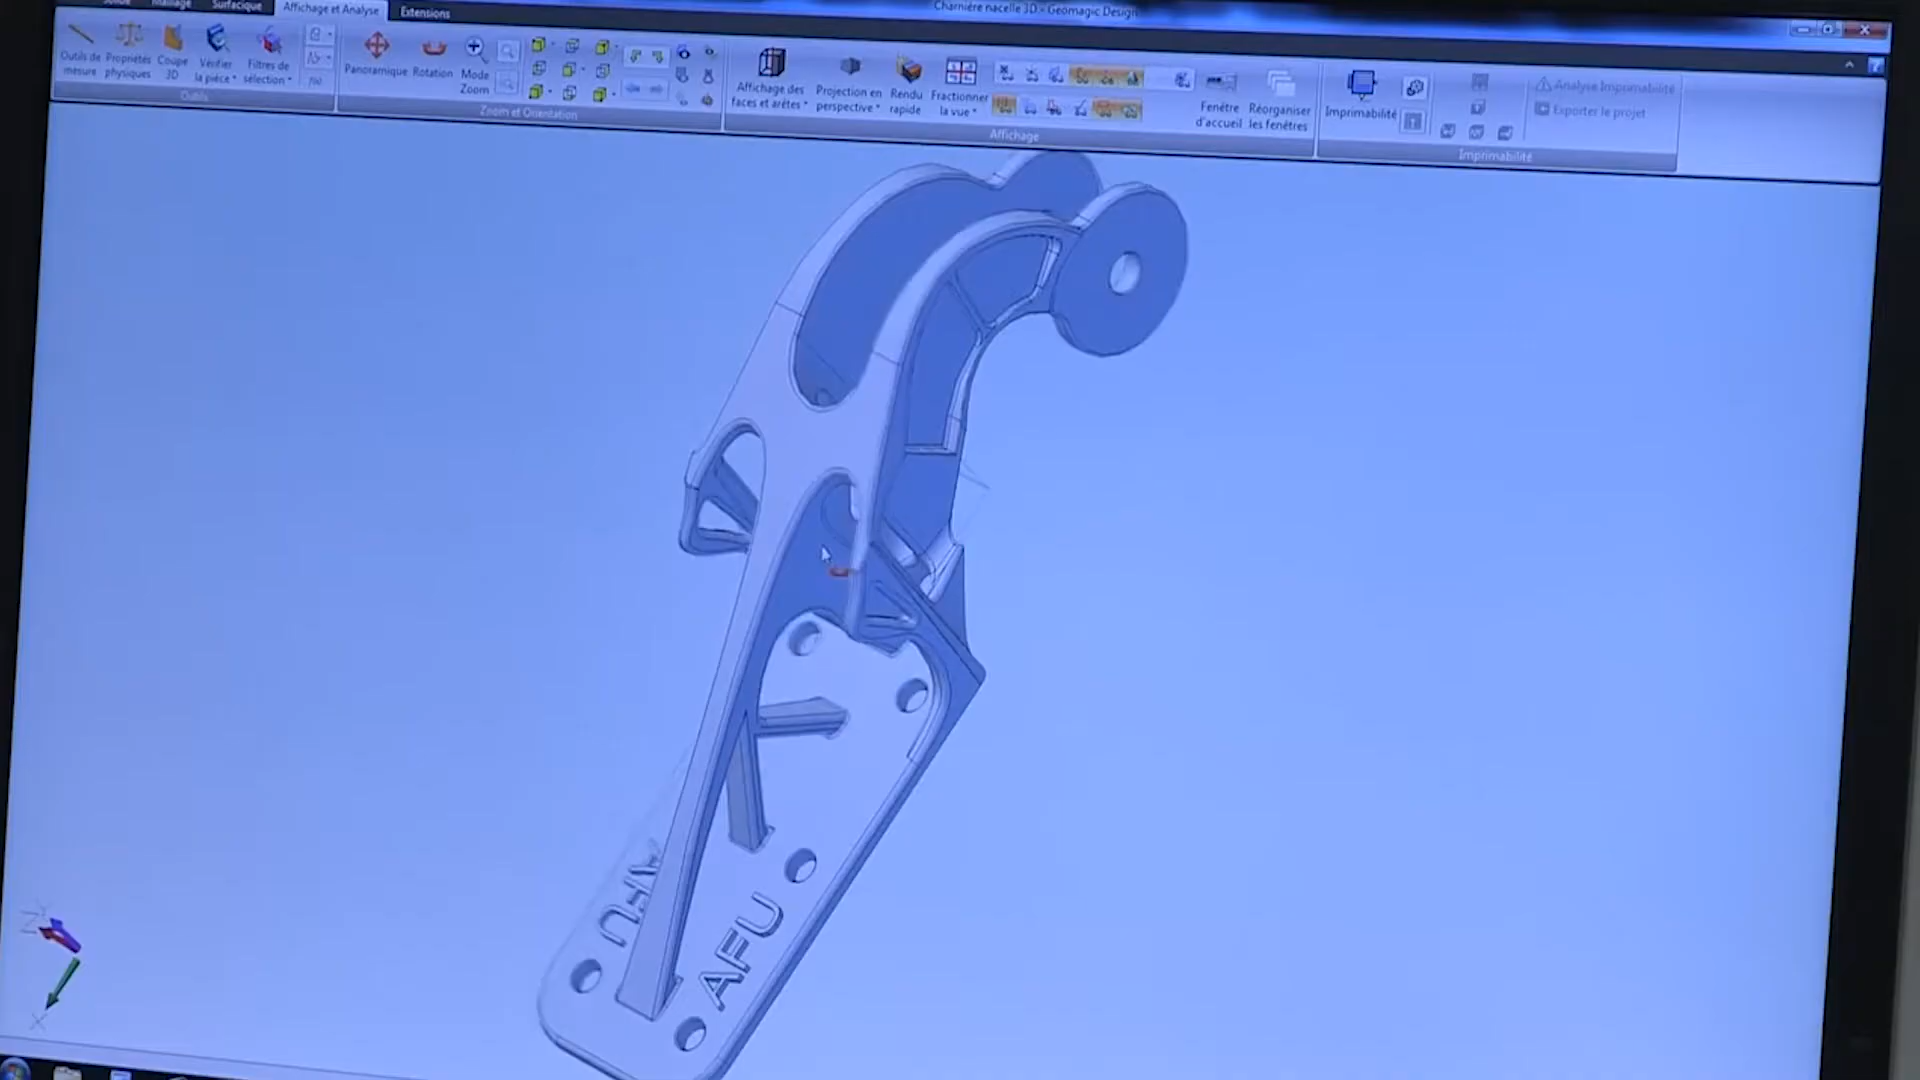 Surfacique
Affichage et Analyse
Extensions
Charnière nacelle 3D - Geomagic Design
Outils de mesure
Propriétés physiques
Coupe 3D
Vérifier la pièce
Filtres de sélection
Outils
Panoramique
Rotation
Mode Zoom
Zoom et Orientation
Affichage des faces et arêtes
Projection en perspective
Rendu rapide
Fractionner la vue
Fenêtre d'accueil
Réorganiser les fenêtres
Affichage
Imprimabilité
Analyse Imprimabilité
Exporter le projet
Imprimabilité
AFU
AFU
Z
X